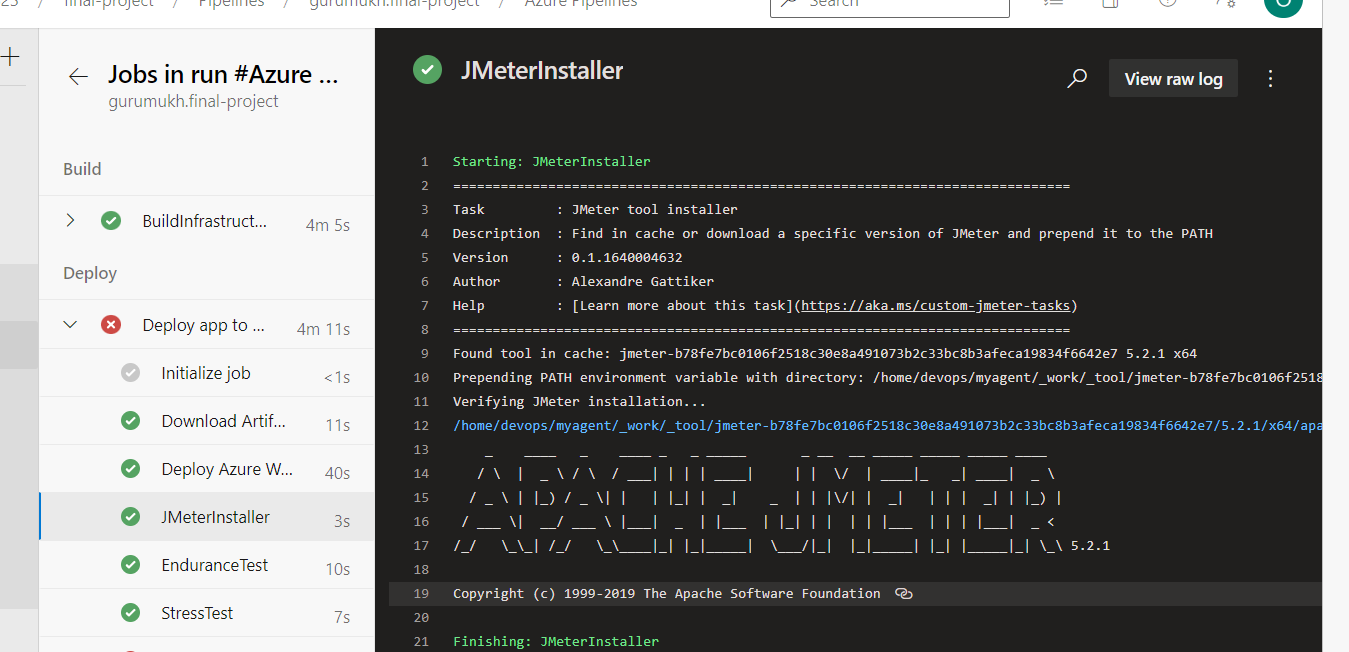 25 / final-project / Pipelines / gurumukh.final-project / Azure Pipelines
Search
Jobs in run #Azure ...
gurumukh.final-project
Build
BuildInfrastruct... 4m 5s
Deploy
Deploy app to ... 4m 11s
Initialize job <1s
Download Artif... 11s
Deploy Azure W... 40s
JMeterInstaller 3s
EnduranceTest 10s
StressTest 7s
JMeterInstaller
View raw log
1 Starting: JMeterInstaller
2 ==============================================================================
3 Task : JMeter tool installer
4 Description : Find in cache or download a specific version of JMeter and prepend it to the PATH
5 Version : 0.1.1640004632
6 Author : Alexandre Gattiker
7 Help : [Learn more about this task](https://aka.ms/custom-jmeter-tasks)
8 ==============================================================================
9 Found tool in cache: jmeter-b78fe7bc0106f2518c30e8a491073b2c33bc8b3afeca19834f6642e7 5.2.1 x64
10 Prepending PATH environment variable with directory: /home/devops/myagent/_work/_tool/jmeter-b78fe7bc0106f2518
11 Verifying JMeter installation...
12 /home/devops/myagent/_work/_tool/jmeter-b78fe7bc0106f2518c30e8a491073b2c33bc8b3afeca19834f6642e7/5.2.1/x64/apa
13
14
15 APACHE JMETER
16
17 5.2.1
18
19 Copyright (c) 1999-2019 The Apache Software Foundation
20
21 Finishing: JMeterInstaller